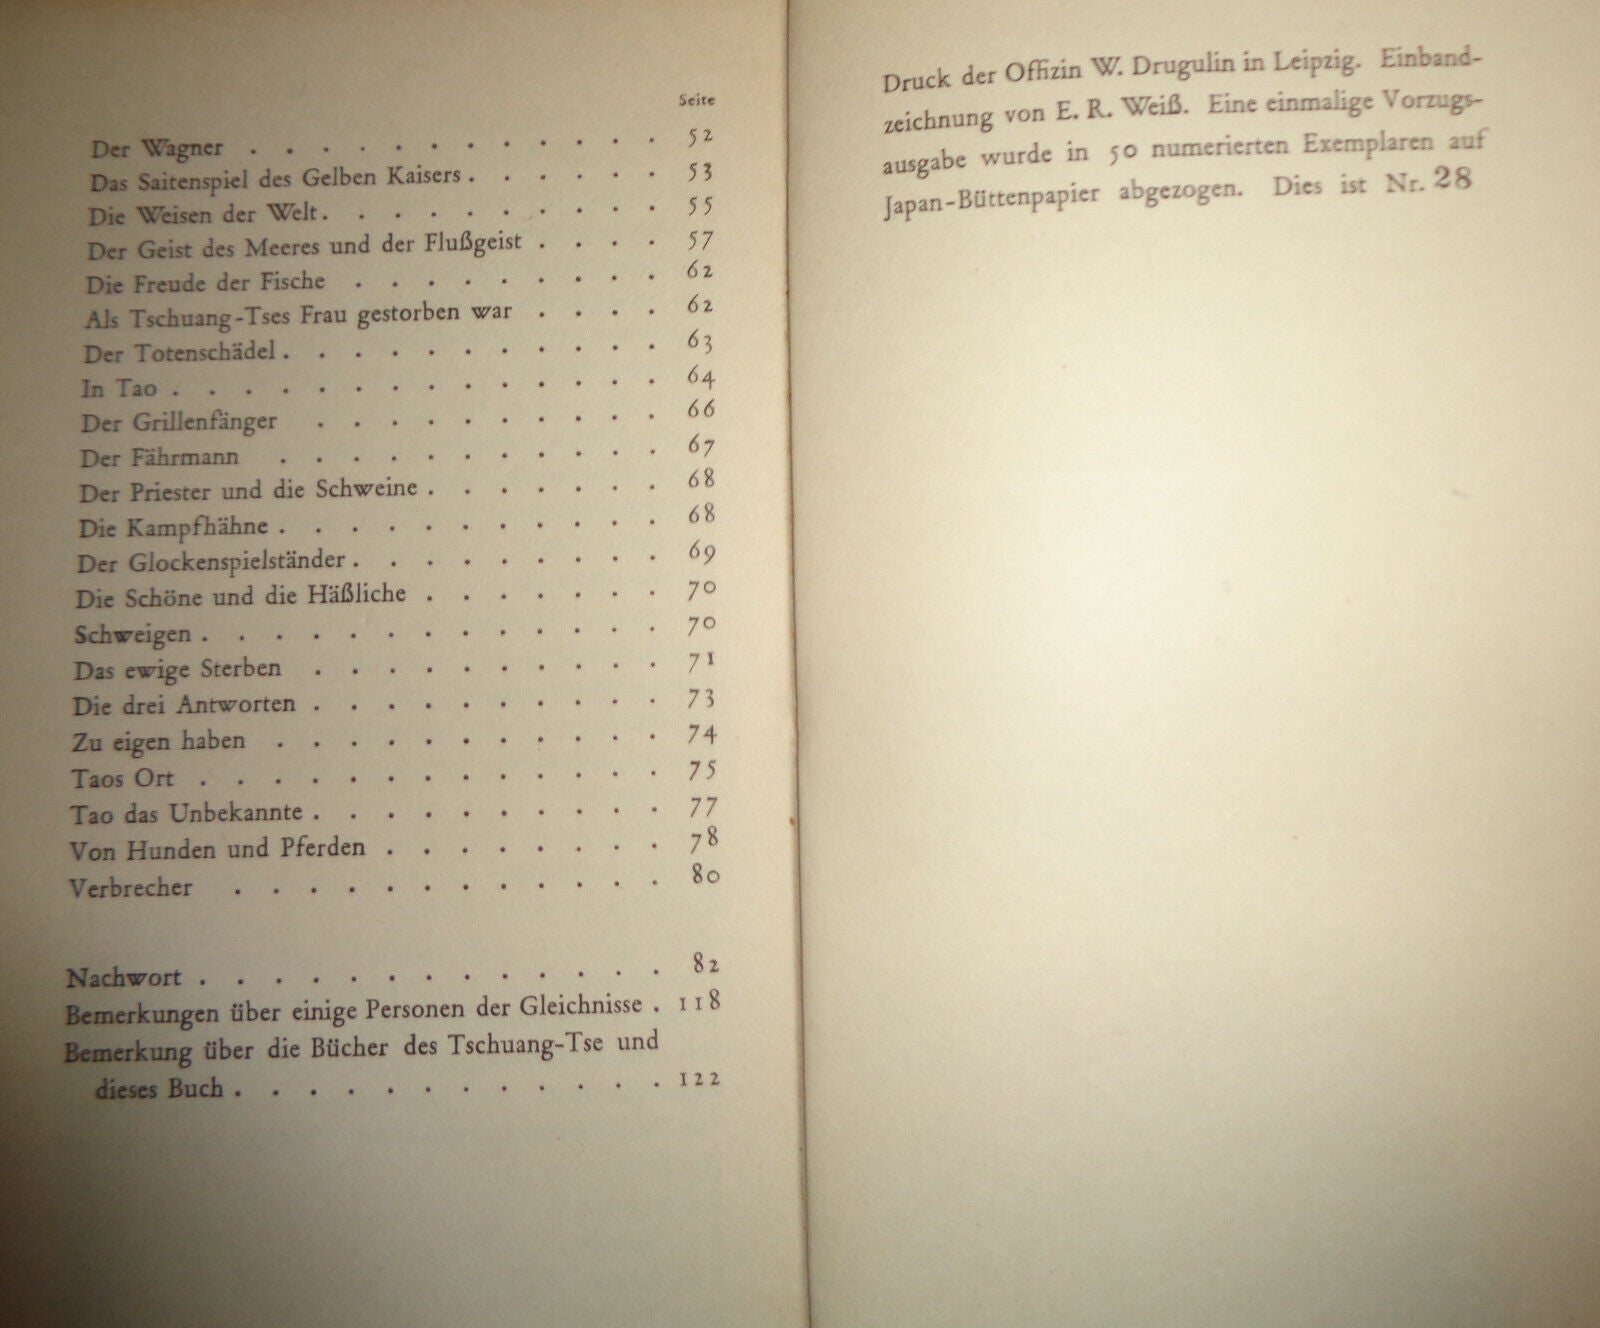 Seite
Der Wagner . . . . . . . . . . . . 52
Das Saitenspiel des Gelben Kaisers . . . . . . 53
Die Weisen der Welt . . . . . . . . . . 55
Der Geist des Meeres und der Flußgeist . . . . 57
Die Freude der Fische . . . . . . . . . 62
Als Tschuang-Tses Frau gestorben war . . . . 62
Der Totenschädel . . . . . . . . . . . 63
In Tao . . . . . . . . . . . . . . 64
Der Grillenfänger . . . . . . . . . . 66
Der Fährmann . . . . . . . . . . . 67
Der Priester und die Schweine . . . . . . . 68
Die Kampfhähne . . . . . . . . . . . 68
Der Glockenspielständer . . . . . . . . . 69
Die Schöne und die Häßliche . . . . . . . 70
Schweigen . . . . . . . . . . . . . 70
Das ewige Sterben . . . . . . . . . . 71
Die drei Antworten . . . . . . . . . . 73
Zu eigen haben . . . . . . . . . . . 74
Taos Ort . . . . . . . . . . . . . 75
Tao das Unbekannte . . . . . . . . . . 77
Von Hunden und Pferden . . . . . . . . 78
Verbrecher . . . . . . . . . . . . 80
Nachwort . . . . . . . . . . . . . 82
Bemerkungen über einige Personen der Gleichnisse . 118
Bemerkung über die Bücher des Tschuang-Tse und
dieses Buch . . . . . . . . . . . . 122
Druck der Offizin W. Drugulin in Leipzig. Einband-
zeichnung von E. R. Weiß. Eine einmalige Vorzugs-
ausgabe wurde in 50 numerierten Exemplaren auf
Japan-Büttenpapier abgezogen. Dies ist Nr. 28